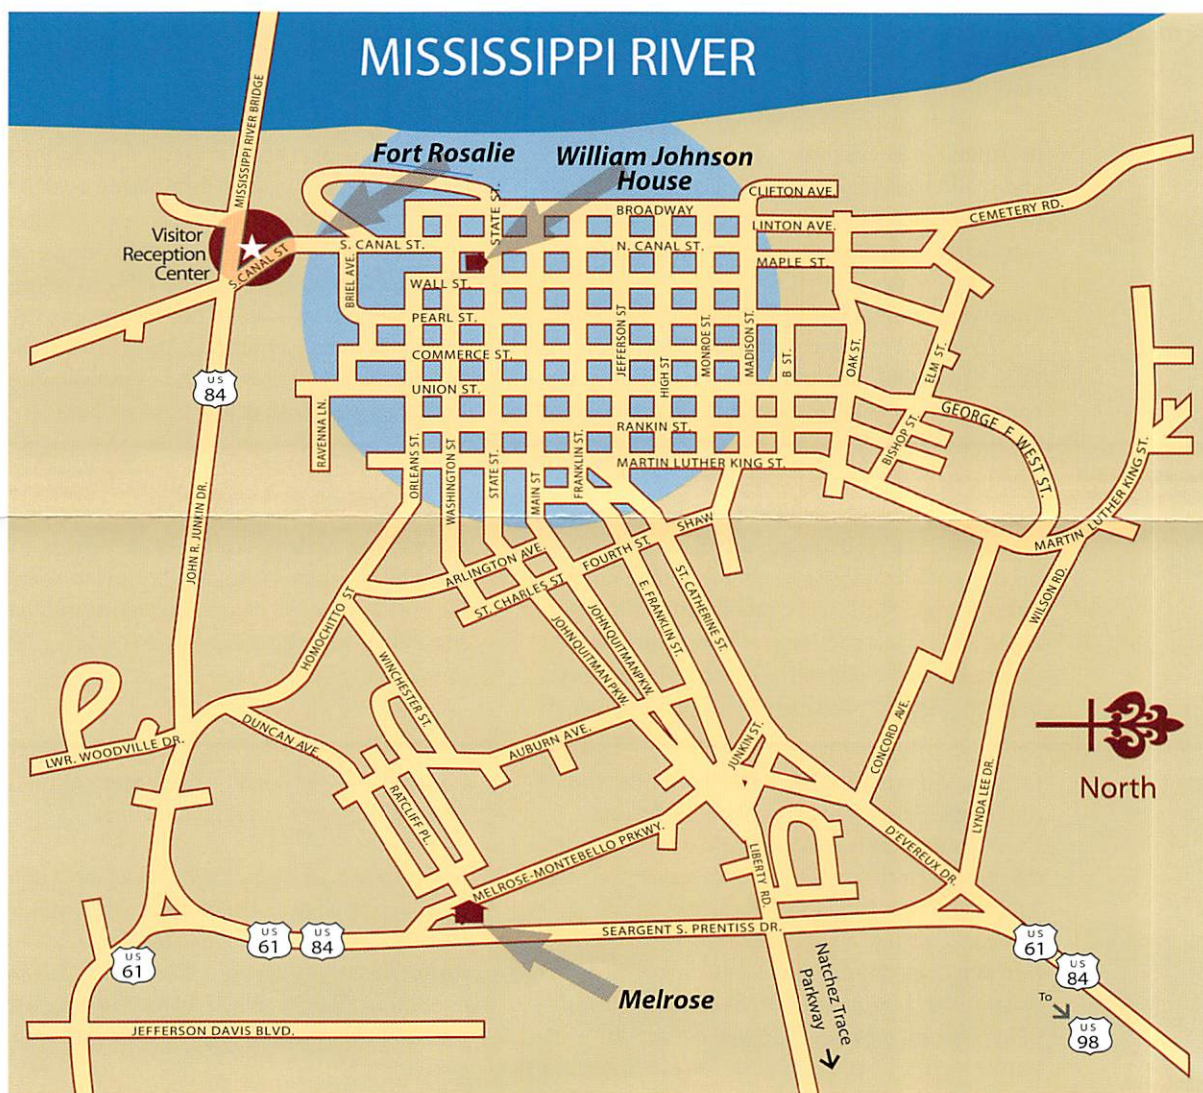 MISSISSIPPI RIVER
MISSISSIPPI RIVER BRIDGE
Fort Rosalie
William Johnson
House
STATE ST.
CLIFTON AVE.
BROADWAY
LINTON AVE.
CEMETERY RD.
Visitor
Reception
Center
S. CANAL ST
S. CANAL ST.
N. CANAL ST.
MAPLE ST.
BRIEL AVE.
WALL ST.
PEARL ST.
JEFFERSON ST.
MONROE ST.
MADISON ST.
COMMERCE ST.
HIGH ST
B ST.
OAK ST.
ELM ST.
US
84
UNION ST.
RAVENNA LN.
RANKIN ST.
GEORGE F WEST ST.
BISHOP ST.
ORLEANS ST.
WASHINGTON ST
STATE ST.
MAIN ST
FRANKLIN ST.
MARTIN LUTHER KING ST.
MARTIN LUTHER KING ST.
JOHN R. JUNKIN DR.
ARLINGTON AVE.
SHAW
FOURTH ST.
ST. CHARLES ST
HOMOCHITTO ST
E. FRANKLIN ST.
ST. CATHERINE ST.
WILSON RD.
JOHNQUITMAN PKW.
JOHNQUITMANPKW.
WINCHESTER ST.
DUNCAN AVE.
AUBURN AVE.
JUNKIN ST.
CONCORD AVE.
LYNDA LEE DR.
North
LWR. WOODVILLE DR.
RATCLIFF PL.
MELROSE-MONTEBELLO PRKWY.
LIBERTY RD.
D'EVEREUX DR.
SEARGENT S. PRENTISS DR.
US
61
US
61
US
84
US
61
US
84
Melrose
Natchez Trace
Parkway
To
US
98
JEFFERSON DAVIS BLVD.